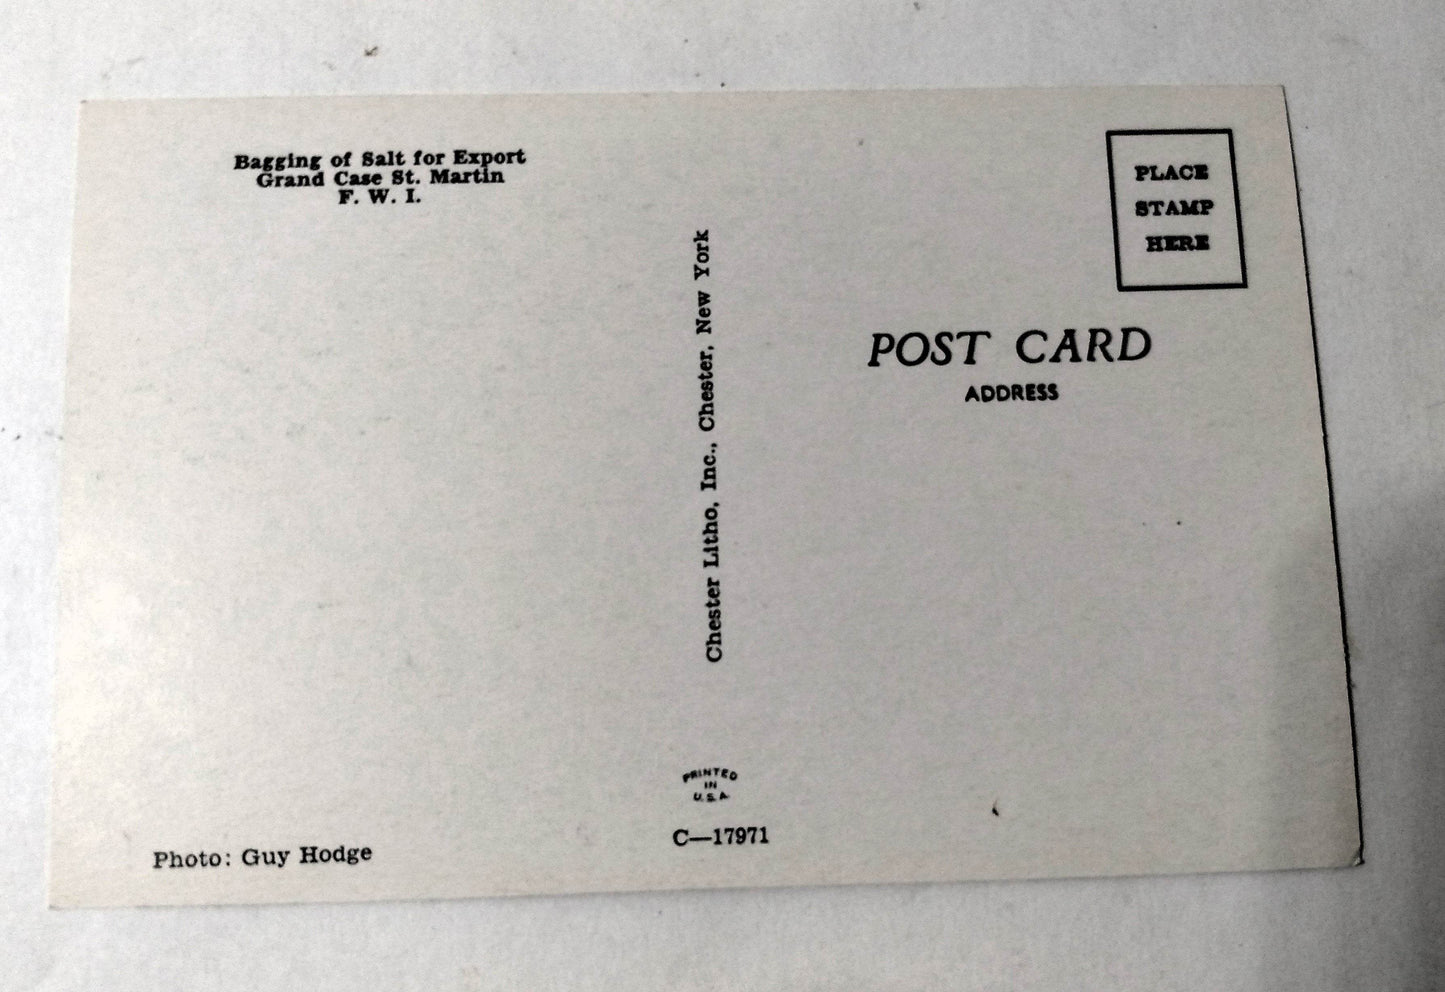 Bagging of Salt for Export
Grand Case St. Martin
F. W. I.
Photo: Guy Hodge
Chester Litho, Inc., Chester, New York
PRINTED
IN
U.S.A.
C—17971
PLACE
STAMP
HERE
POST CARD
ADDRESS